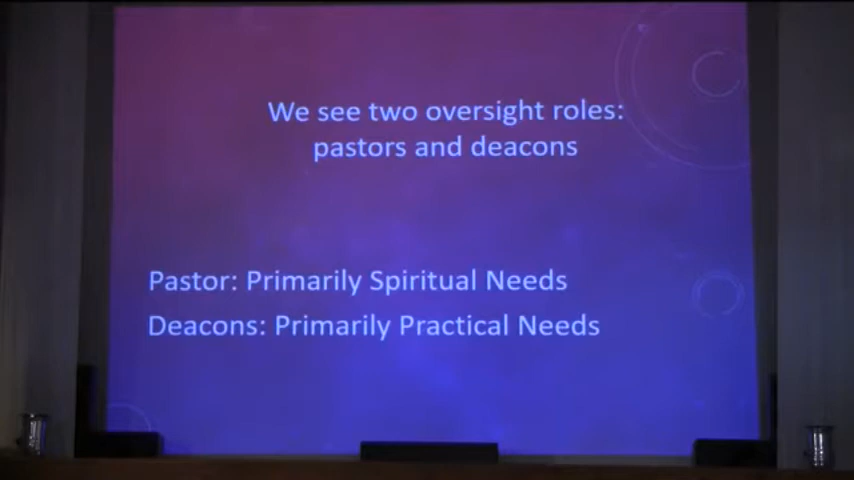 We see two oversight roles:
pastors and deacons
Pastor: Primarily Spiritual Needs
Deacons: Primarily Practical Needs